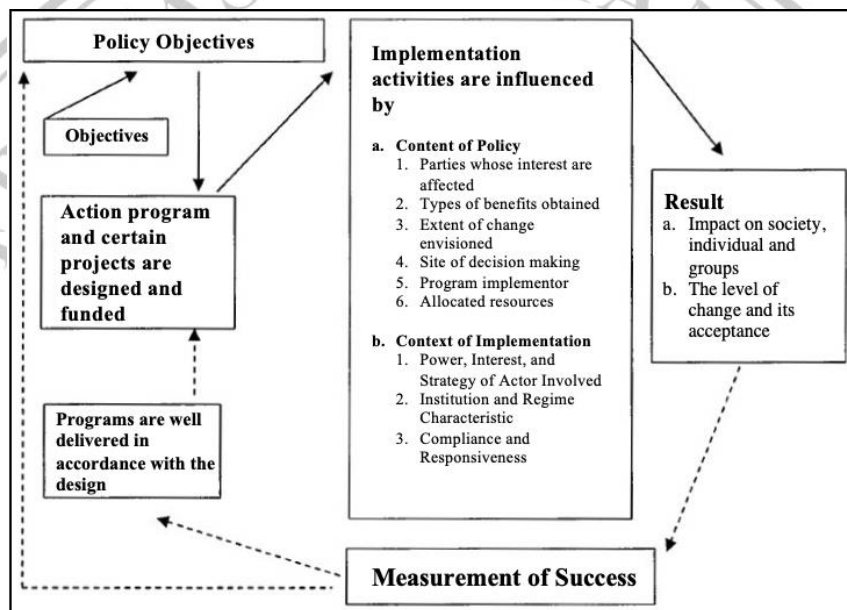 Policy Objectives
Objectives
Action program
and certain
projects are
designed and
funded
Programs are well
delivered in
accordance with the
design
Implementation
activities are influenced
by
a. Content of Policy
1. Parties whose interest are
affected
2. Types of benefits obtained
3. Extent of change
envisioned
4. Site of decision making
5. Program implementor
6. Allocated resources
b. Context of Implementation
1. Power, Interest, and
Strategy of Actor Involved
2. Institution and Regime
Characteristic
3. Compliance and
Responsiveness
Result
a. Impact on society,
individual and
groups
b. The level of
change and its
acceptance
Measurement of Success